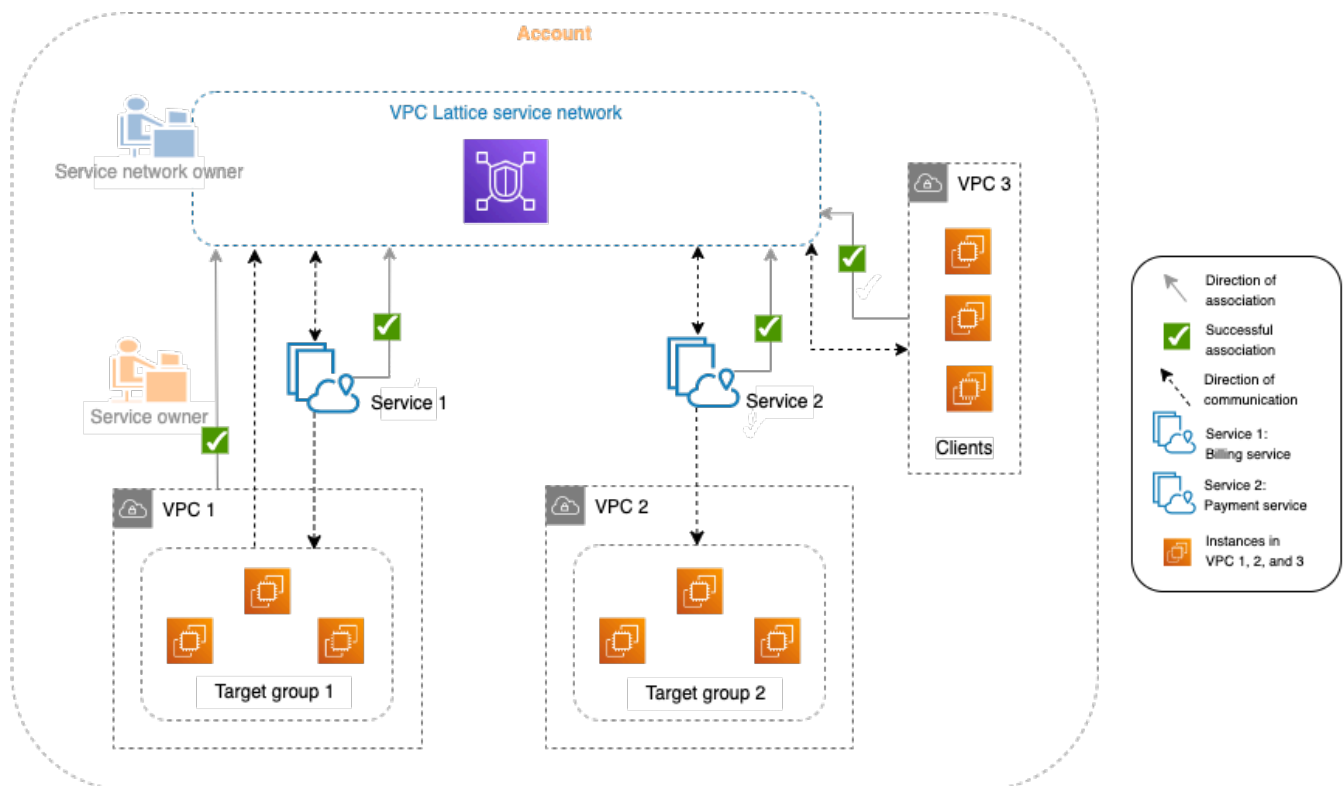 Account
VPC Lattice service network
Service network owner
VPC 3
Clients
Service owner
Service 1
Service 2
VPC 1
Target group 1
VPC 2
Target group 2
Direction of
association
Successful
association
Direction of
communication
Service 1:
Billing service
Service 2:
Payment service
Instances in
VPC 1, 2, and 3